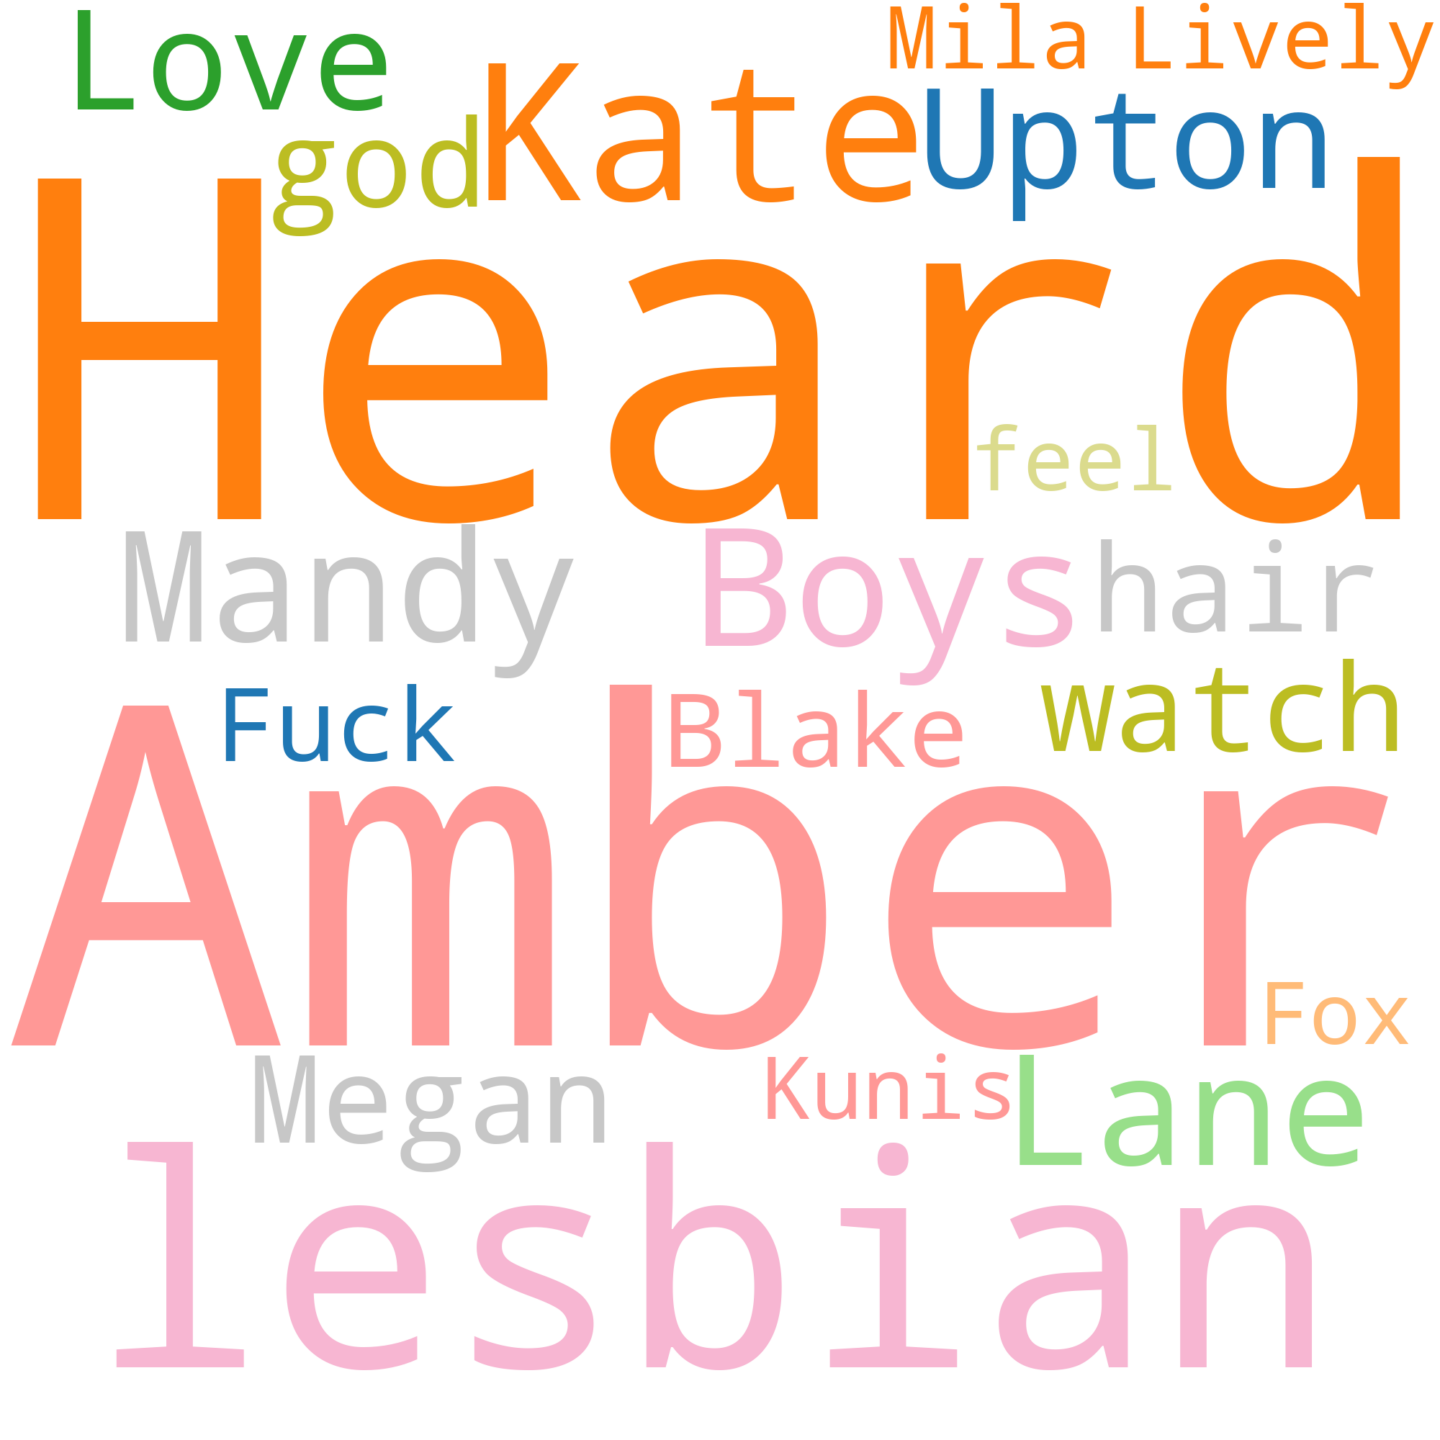 Love Mila Lively
god Kate Upton
Heard
feel
Mandy Boys hair
Fuck Blake watch
Amber
Fox
Megan Kunis Lane
lesbian